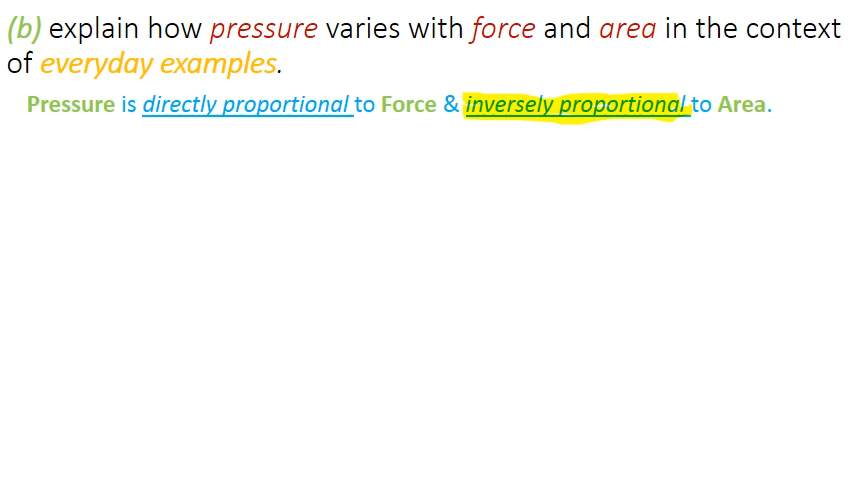 (b) explain how pressure varies with force and area in the context
of everyday examples.
Pressure is directly proportional to Force & inversely proportional to Area.